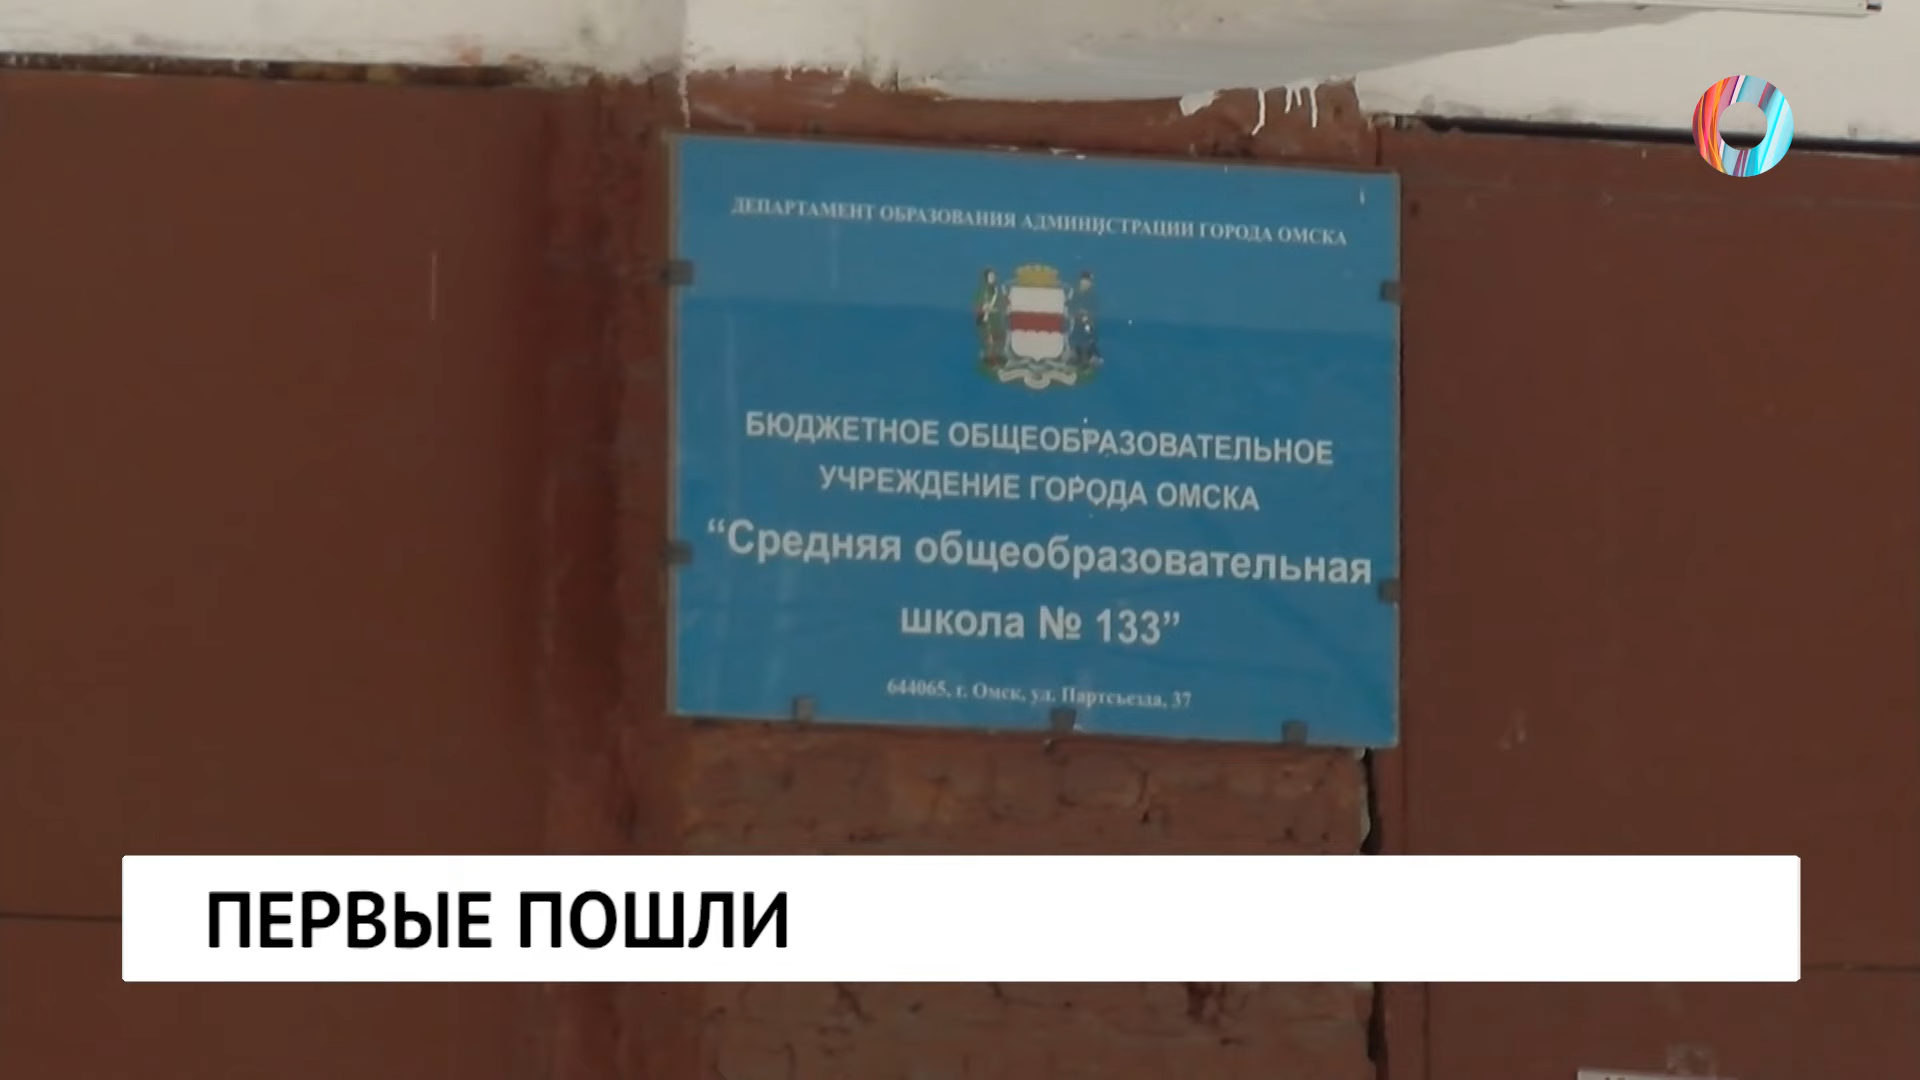 ДЕПАРТАМЕНТ ОБРАЗОВАНИЯ АДМИНИСТРАЦИИ ГОРОДА ОМСКА
БЮДЖЕТНОЕ ОБЩЕОБРАЗОВАТЕЛЬНОЕ
УЧРЕЖДЕНИЕ ГОРОДА ОМСКА
“Средняя общеобразовательная
школа № 133”
644065, г. Омск, ул. Партсъезда, 37
ПЕРВЫЕ ПОШЛИ